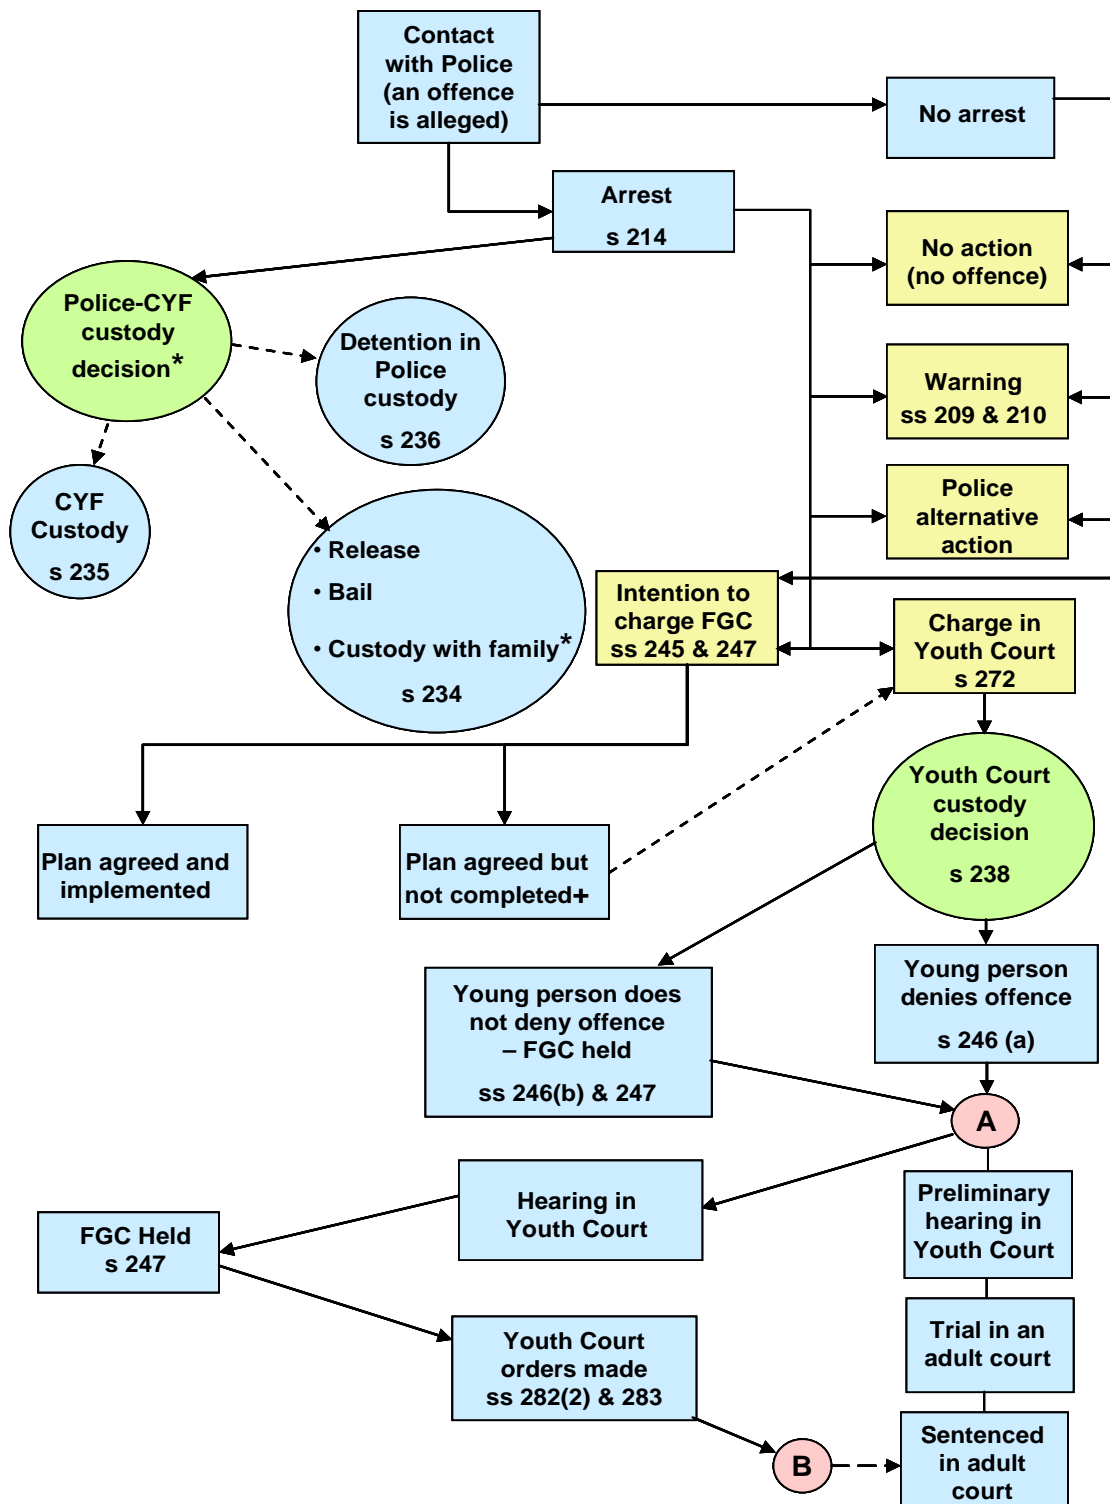 Contact
with Police
(an offence
is alleged)
No arrest
Arrest
s 214
No action
(no offence)
Police-CYF
custody
decision*
Detention in
Police
custody
s 236
Warning
ss 209 & 210
CYF
Custody
s 235
Police
alternative
action
• Release
• Bail
• Custody with family*
s 234
Intention to
charge FGC
ss 245 & 247
Charge in
Youth Court
s 272
Youth Court
custody
decision
s 238
Plan agreed and
implemented
Plan agreed but
not completed+
Young person does
not deny offence
– FGC held
ss 246(b) & 247
Young person
denies offence
s 246 (a)
A
Hearing in
Youth Court
Preliminary
hearing in
Youth Court
FGC Held
s 247
Trial in an
adult court
Youth Court
orders made
ss 282(2) & 283
B
Sentenced
in adult
court